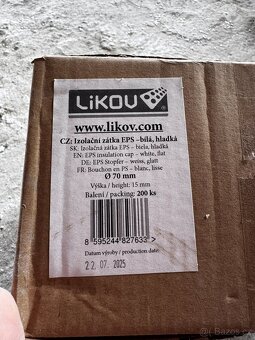 LIKOV
www.likov.com
CZ: Izolační zátka EPS – bílá, hladká
SK: Izolačná zátka EPS – biela, hladká
EN: EPS insulation cap – white, flat
DE: EPS Stopfer – weiss, glatt
FR: Bouchon en PS – blanc, lisse
Ø 70 mm
Výška / height: 15 mm
Balení / packing: 200 ks
8 595244 827633 >
Datum výroby / production date:
22. 07. 2025